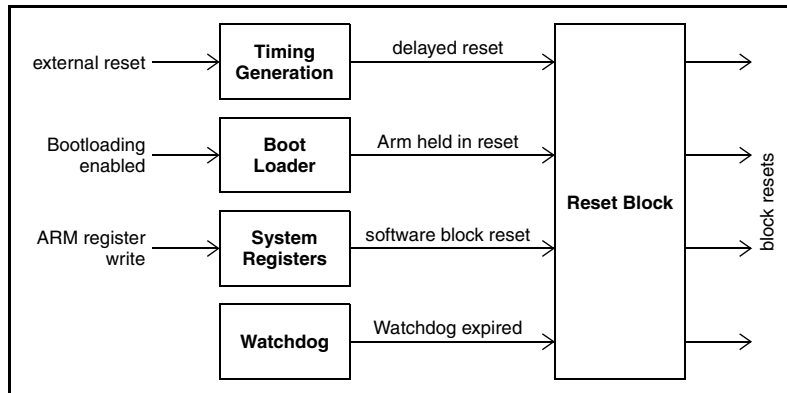 external reset
Timing
Generation
delayed reset
Bootloading
enabled
Boot
Loader
Arm held in reset
ARM register
write
System
Registers
software block reset
Watchdog
Watchdog expired
Reset Block
block resets